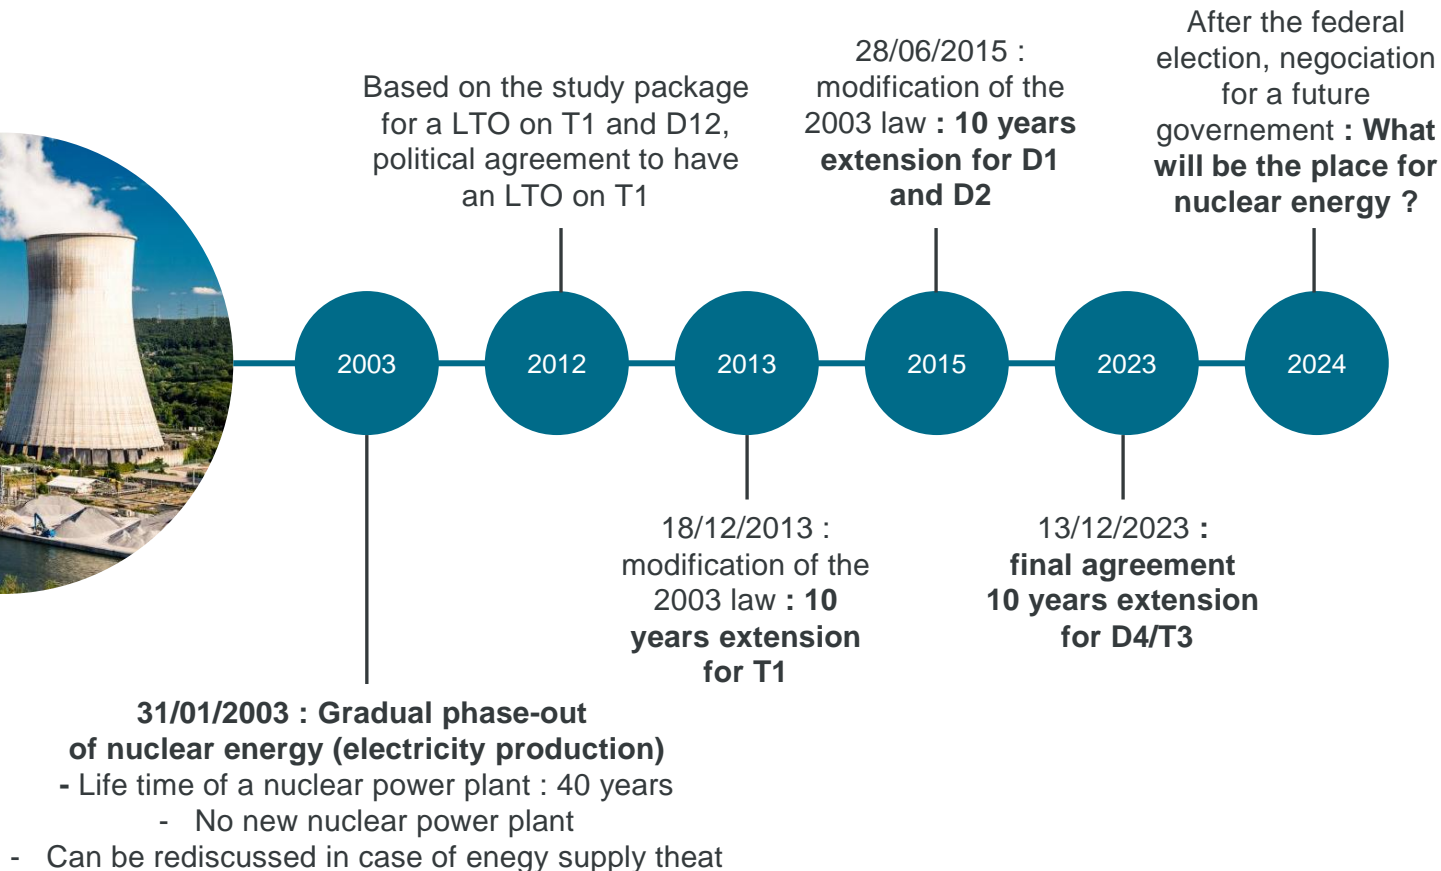 Based on the study package
for a LTO on T1 and D12,
political agreement to have
an LTO on T1
28/06/2015 :
modification of the
2003 law : 10 years
extension for D1
and D2
After the federal
election, negociation
for a future
governement : What
will be the place for
nuclear energy ?
2003
2012
2013
2015
2023
2024
18/12/2013 :
modification of the
2003 law : 10
years extension
for T1
13/12/2023 :
final agreement
10 years extension
for D4/T3
31/01/2003 : Gradual phase-out
of nuclear energy (electricity production)
- Life time of a nuclear power plant : 40 years
- No new nuclear power plant
- Can be rediscussed in case of enegy supply theat